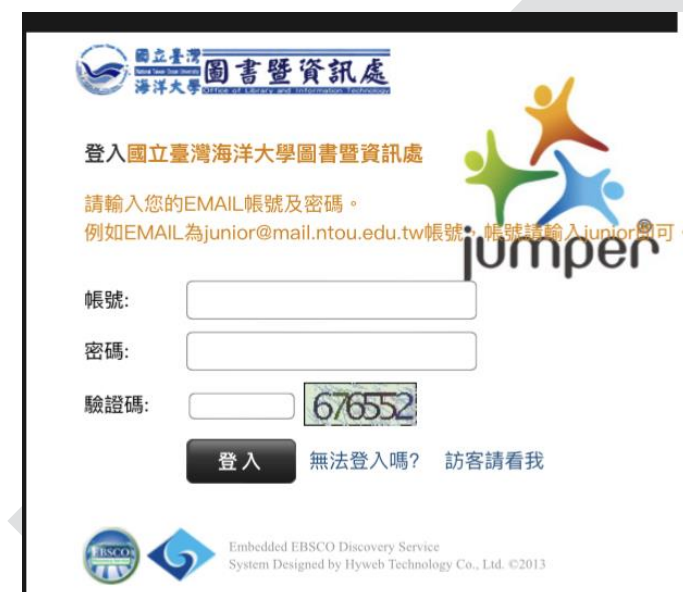 國立臺灣
National Taiwan Ocean University
海洋大學
圖書暨資訊處
Office of Library and Information Technology
登入國立臺灣海洋大學圖書暨資訊處
請輸入您的EMAIL帳號及密碼。
例如EMAIL為junior@mail.ntou.edu.tw帳號，帳號請輸入junior即可。
jumper®
帳號:
密碼:
驗證碼:
676552
登入 無法登入嗎? 訪客請看我
EBSCO
Embedded EBSCO Discovery Service
System Designed by Hyweb Technology Co., Ltd. ©2013